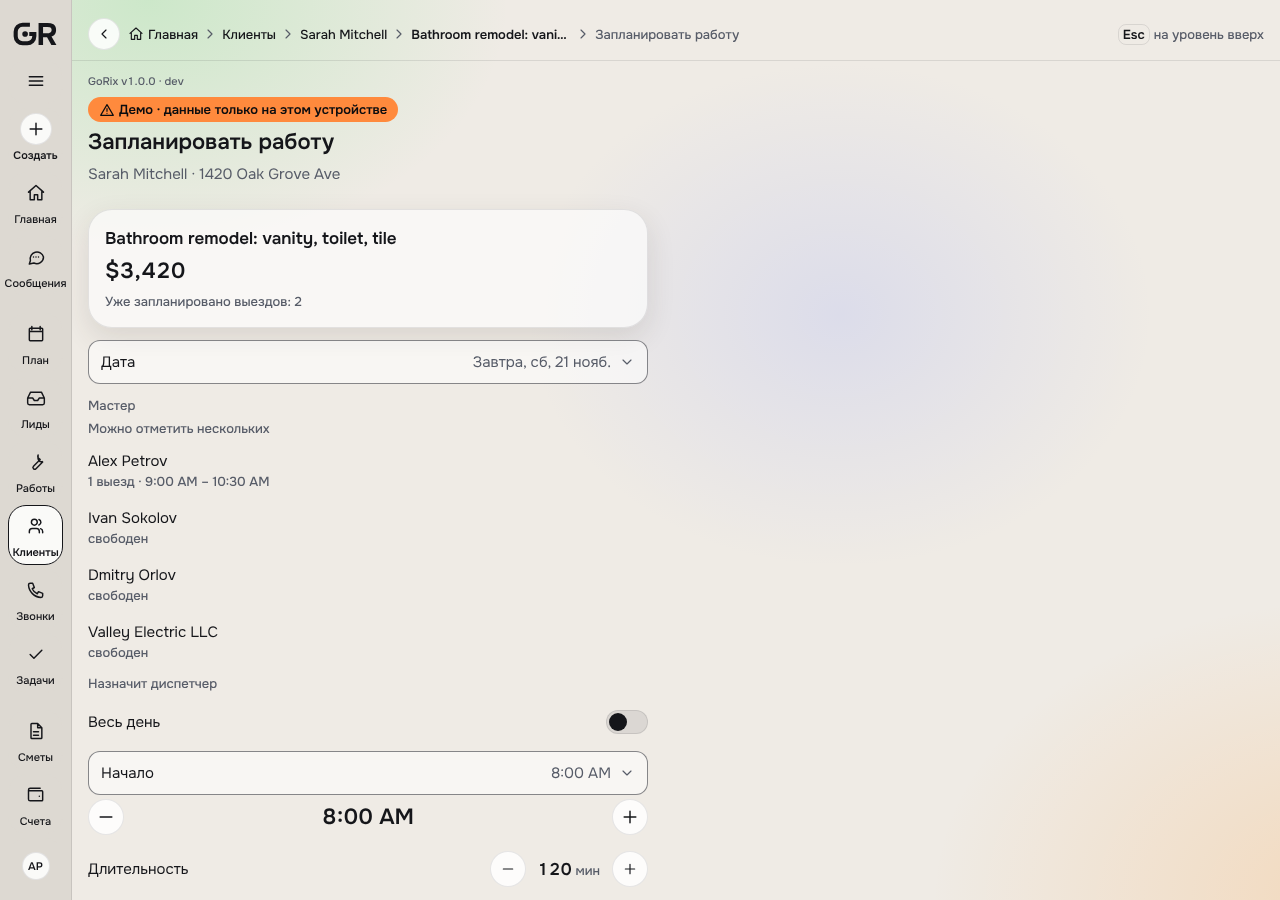 GR
Создать
Главная
Сообщения
План
Лиды
Работы
Клиенты
Звонки
Задачи
Сметы
Счета
AP
Главная
Клиенты
Sarah Mitchell
Bathroom remodel: vani...
Запланировать работу
Esc на уровень вверх
GoRix v1.0.0 · dev
Демо · данные только на этом устройстве
Запланировать работу
Sarah Mitchell · 1420 Oak Grove Ave
Bathroom remodel: vanity, toilet, tile
$3,420
Уже запланировано выездов: 2
Дата Завтра, сб, 21 нояб.
Мастер
Можно отметить нескольких
Alex Petrov
1 выезд · 9:00 AM – 10:30 AM
Ivan Sokolov
свободен
Dmitry Orlov
свободен
Valley Electric LLC
свободен
Назначит диспетчер
Весь день
Начало 8:00 AM
8:00 AM
Длительность 120 мин